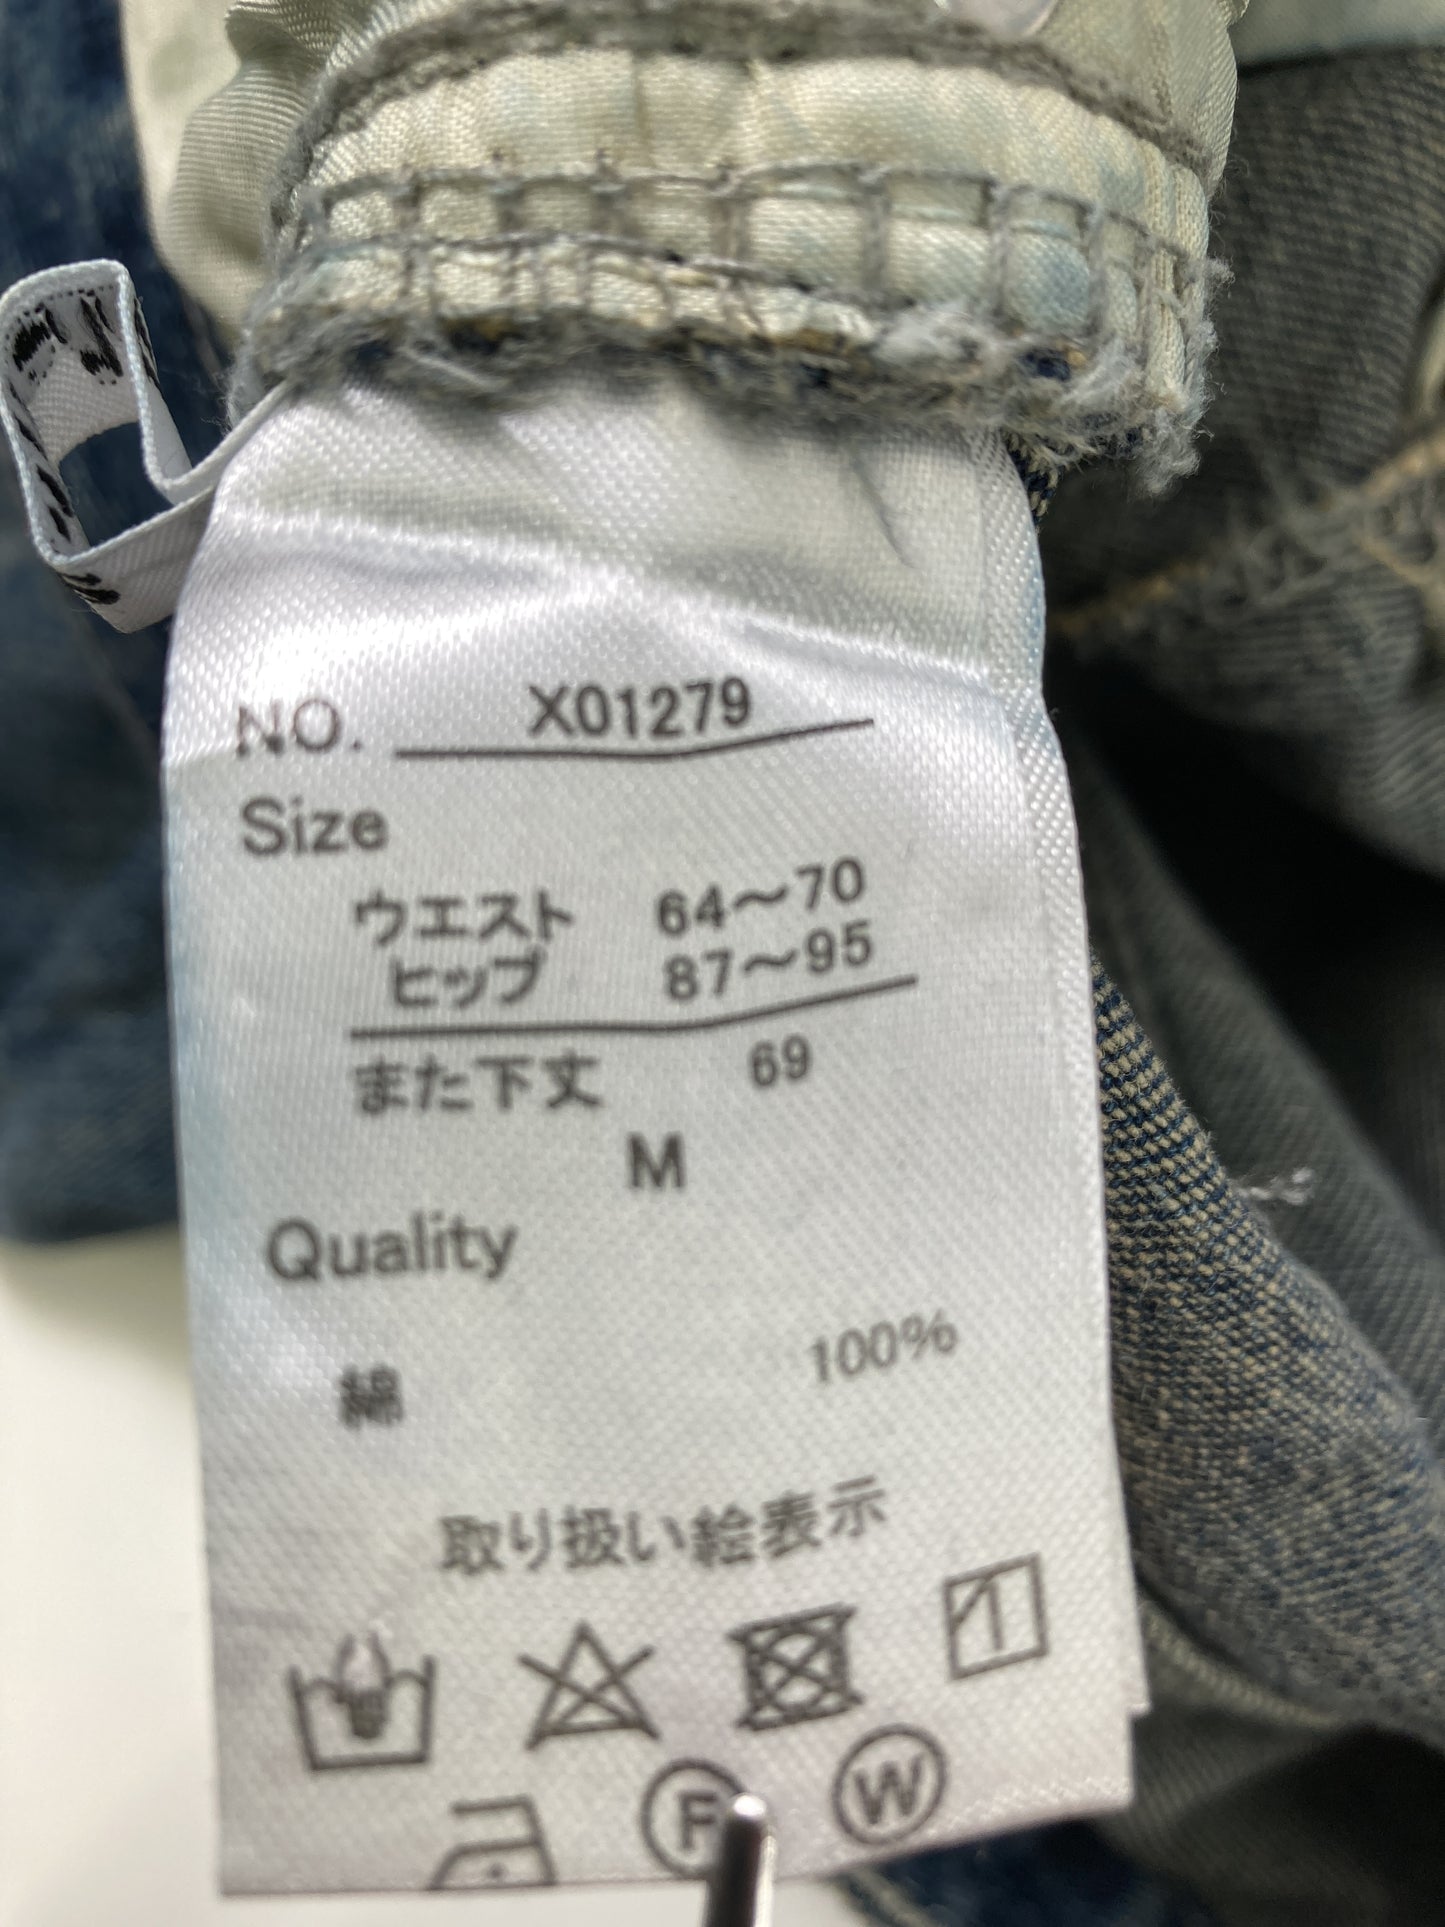 NO. X01279
Size
ウエスト 64～70
ヒップ 87～95
また下丈 69
M
Quality
綿 100%
取り扱い絵表示
F W